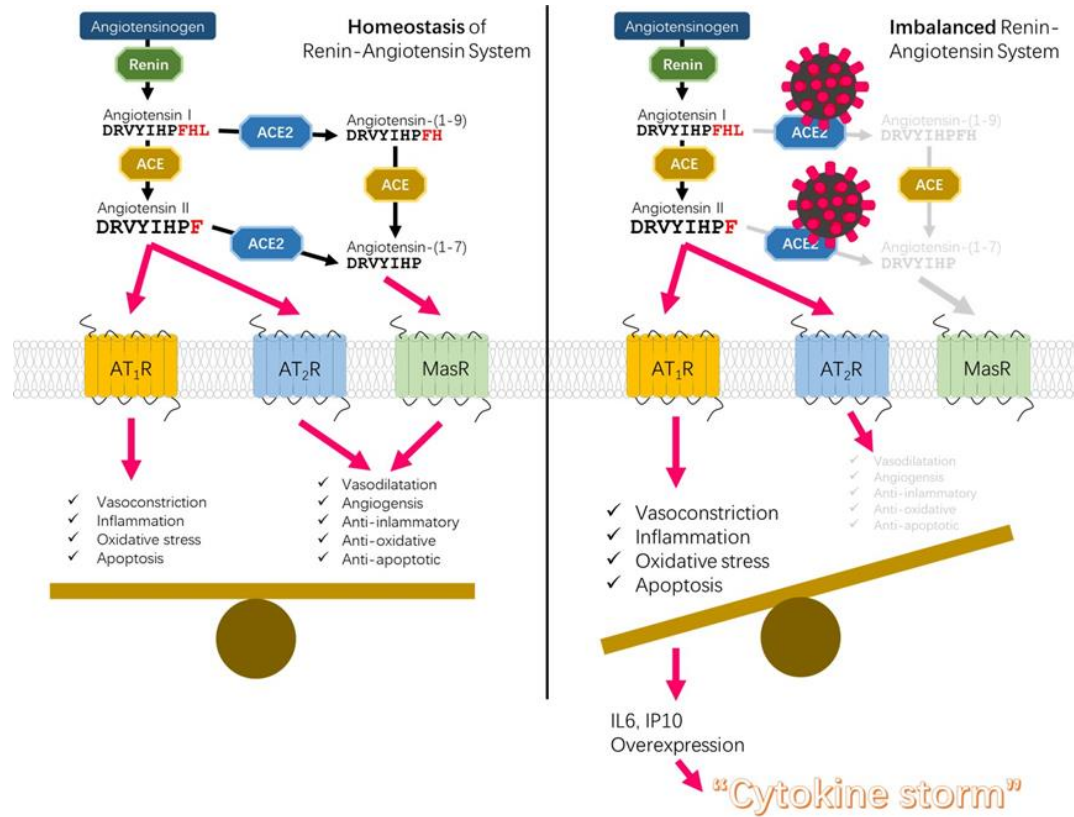 Angiotensinogen
Homeostasis of
Renin-Angiotensin System
Renin
Angiotensin I
DRVYIHPFHL
ACE2
Angiotensin-(1-9)
DRVYIHPFH
ACE
ACE
Angiotensin II
DRVYIHPF
ACE2
Angiotensin-(1-7)
DRVYIHP
AT1R
AT2R
MasR
✓ Vasoconstriction
✓ Inflammation
✓ Oxidative stress
✓ Apoptosis
✓ Vasodilatation
✓ Angiogensis
✓ Anti-inlammatory
✓ Anti-oxidative
✓ Anti-apoptotic
Angiotensinogen
Imbalanced Renin-
Angiotensin System
Renin
Angiotensin I
DRVYIHPFHL
ACE2
Angiotensin-(1-9)
DRVYIHPFH
ACE
ACE
Angiotensin II
DRVYIHPF
ACE2
Angiotensin-(1-7)
DRVYIHP
AT1R
AT2R
MasR
✓ Vasodilatation
✓ Angiogensis
✓ Anti-inlammatory
✓ Anti-oxidative
✓ Anti-apoptotic
✓ Vasoconstriction
✓ Inflammation
✓ Oxidative stress
✓ Apoptosis
IL6, IP10
Overexpression
“Cytokine storm”